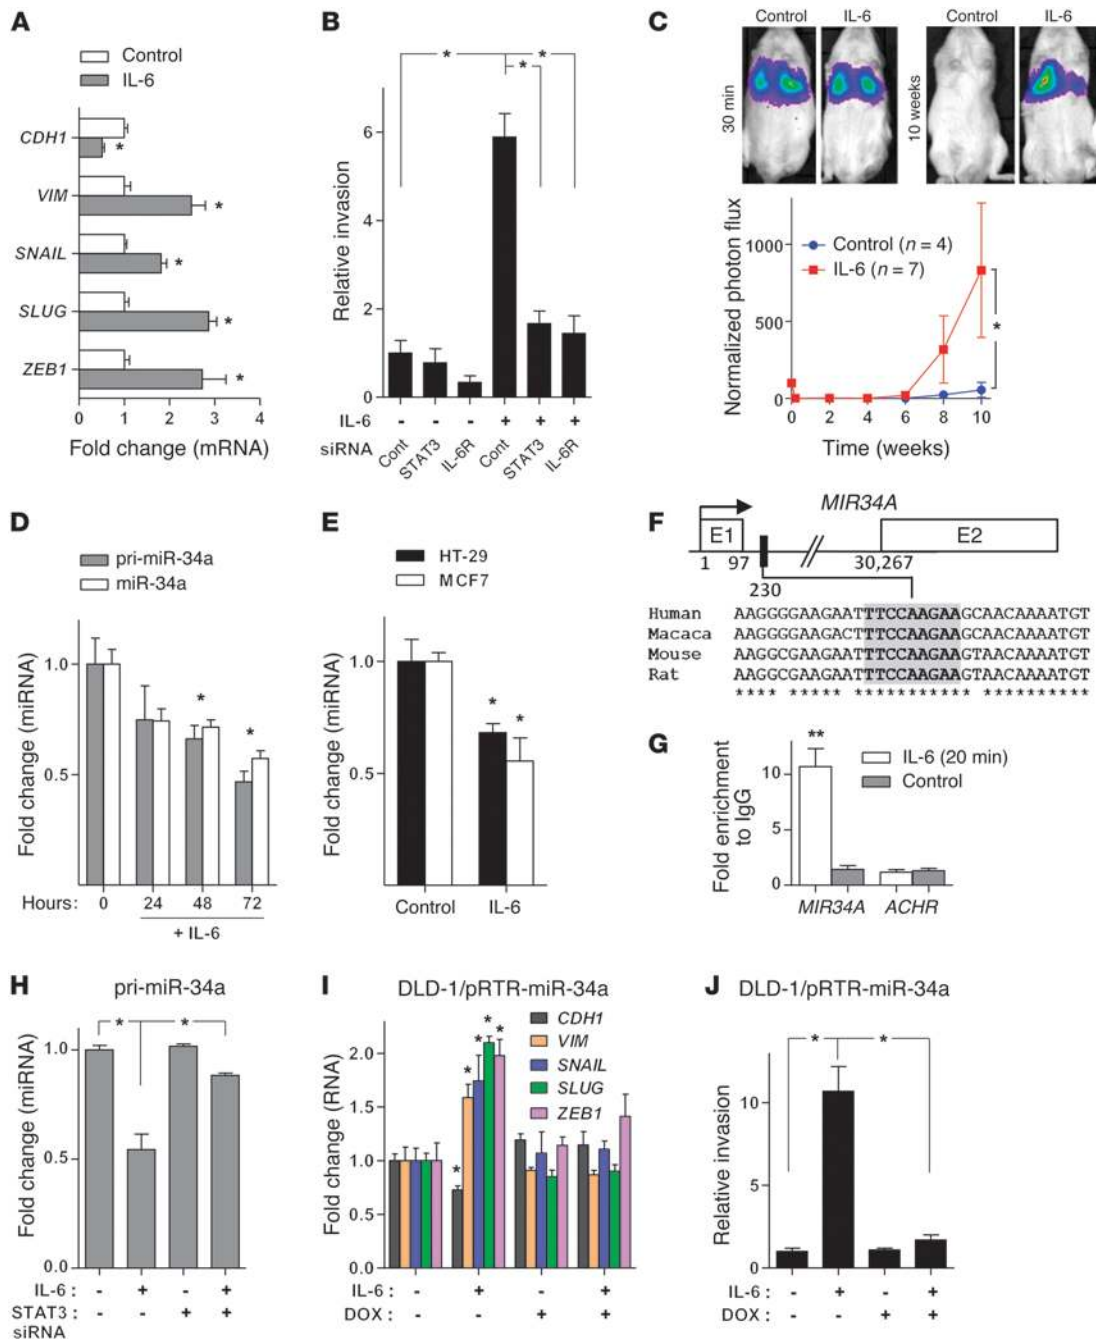 A
Control
IL-6
CDH1
VIM
SNAIL
SLUG
ZEB1
*
*
*
*
*
0 1 2 3 4
Fold change (mRNA)
B
* *
*
Relative invasion
6
4
2
0
IL-6 - - - + + +
siRNA Cont STAT3 IL-6R Cont STAT3 IL-6R
C
Control IL-6 Control IL-6
30 min
10 weeks
Normalized photon flux
1000
500
0
Control (n = 4)
IL-6 (n = 7)
*
0 2 4 6 8 10
Time (weeks)
D
pri-miR-34a
miR-34a
Fold change (miRNA)
1.0
0.5
* *
Hours: 0 24 48 72
+ IL-6
E
HT-29
MCF7
Fold change (miRNA)
1.0
0.5
* *
Control IL-6
F
MIR34A
E1 E2
1 97 30,267
230
Human AAGGGGAAGAATTTCCAAGAAGCAACAAAATGT
Macaca AAGGGGAAGACTTTCCAAGAAGCAACAAAATGT
Mouse AAGGCGAAGAATTTCCAAGAAGTAACAAAATGT
Rat AAGGCGAAGAATTTCCAAGAAGTAACAAAATGT
**** ***** *********** **********
G
Fold enrichment
to IgG
10
5
0
**
IL-6 (20 min)
Control
MIR34A ACHR
H
pri-miR-34a
Fold change (miRNA)
1.0
0.5
0.0
* *
IL-6 : - + - +
STAT3 : - - + +
siRNA
I
DLD-1/pRTR-miR-34a
Fold change (RNA)
2.0
1.5
1.0
0.5
0.0
CDH1
VIM
SNAIL
SLUG
ZEB1
* * * * *
IL-6 : - + - +
DOX : - - + +
J
DLD-1/pRTR-miR-34a
Relative invasion
10
5
0
* *
IL-6 : - + - +
DOX : - - + +